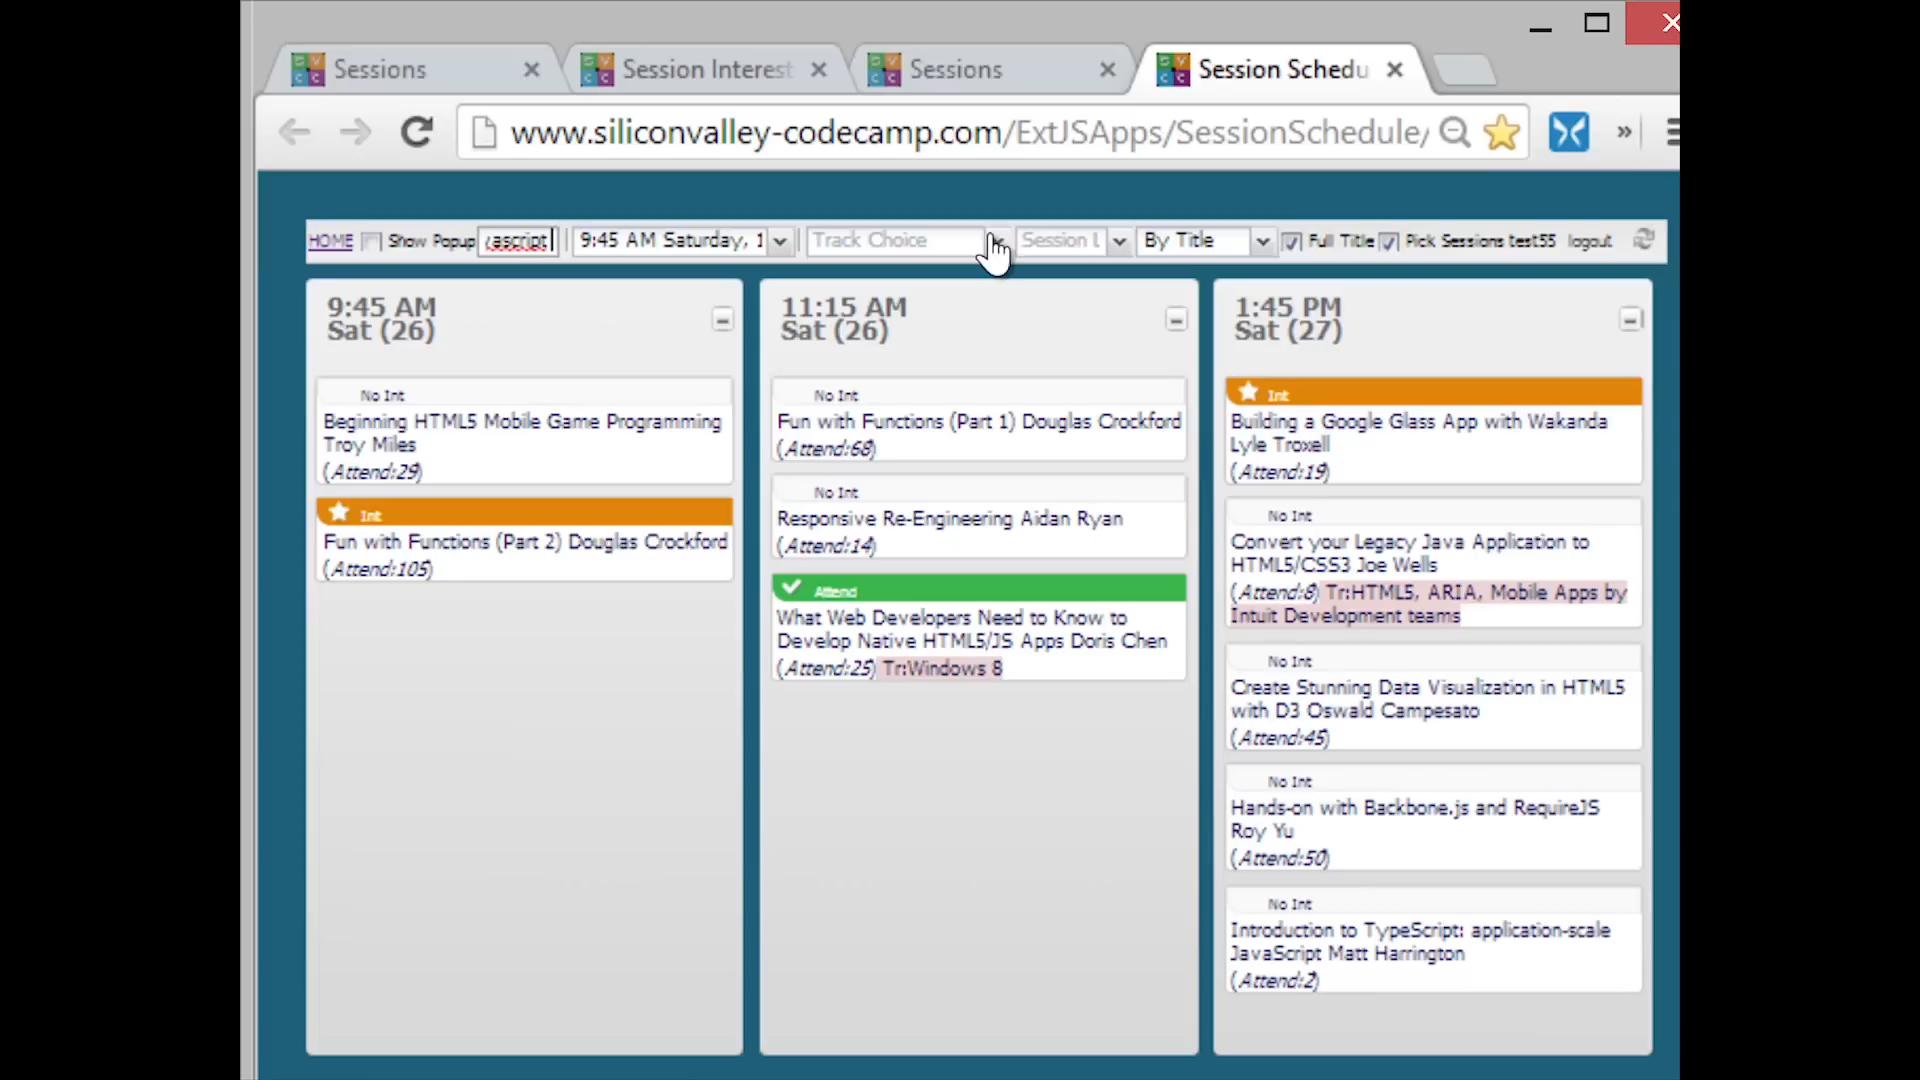 Sessions
Session Interest
Sessions
Session Schedu
www.siliconvalley-codecamp.com/ExtJSApps/SessionSchedule/
HOME Show Popup ascript 9:45 AM Saturday, 1 Track Choice Session L By Title Full Title Pick Sessions test55 logout
9:45 AM
Sat (26)
No Int
Beginning HTML5 Mobile Game Programming
Troy Miles
(Attend:29)
Int
Fun with Functions (Part 2) Douglas Crockford
(Attend:105)
11:15 AM
Sat (26)
No Int
Fun with Functions (Part 1) Douglas Crockford
(Attend:68)
No Int
Responsive Re-Engineering Aidan Ryan
(Attend:14)
Attend
What Web Developers Need to Know to
Develop Native HTML5/JS Apps Doris Chen
(Attend:25) Tr:Windows 8
1:45 PM
Sat (27)
Int
Building a Google Glass App with Wakanda
Lyle Troxell
(Attend:19)
No Int
Convert your Legacy Java Application to
HTML5/CSS3 Joe Wells
(Attend:8) Tr:HTML5, ARIA, Mobile Apps by
Intuit Development teams
No Int
Create Stunning Data Visualization in HTML5
with D3 Oswald Campesato
(Attend:45)
No Int
Hands-on with Backbone.js and RequireJS
Roy Yu
(Attend:50)
No Int
Introduction to TypeScript: application-scale
JavaScript Matt Harrington
(Attend:2)